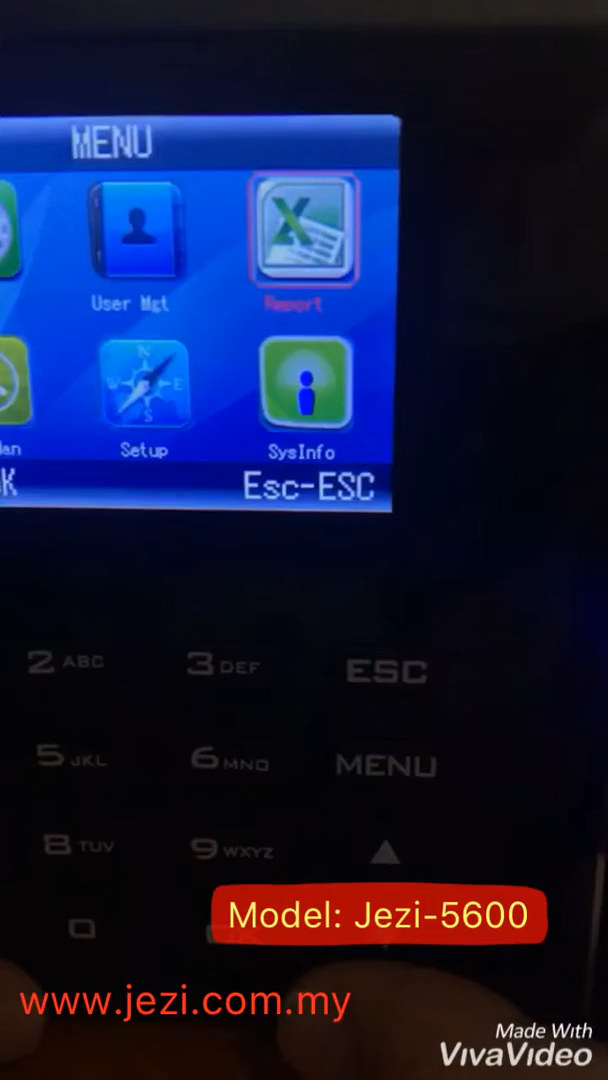 MENU
User Mgt
Report
N
W
E
S
Setup
SysInfo
Esc-ESC
2 ABC
3 DEF
ESC
5 JKL
6 MNO
MENU
8 TUV
9 WXYZ
0
Model: Jezi-5600
www.jezi.com.my
Made With
VivaVideo